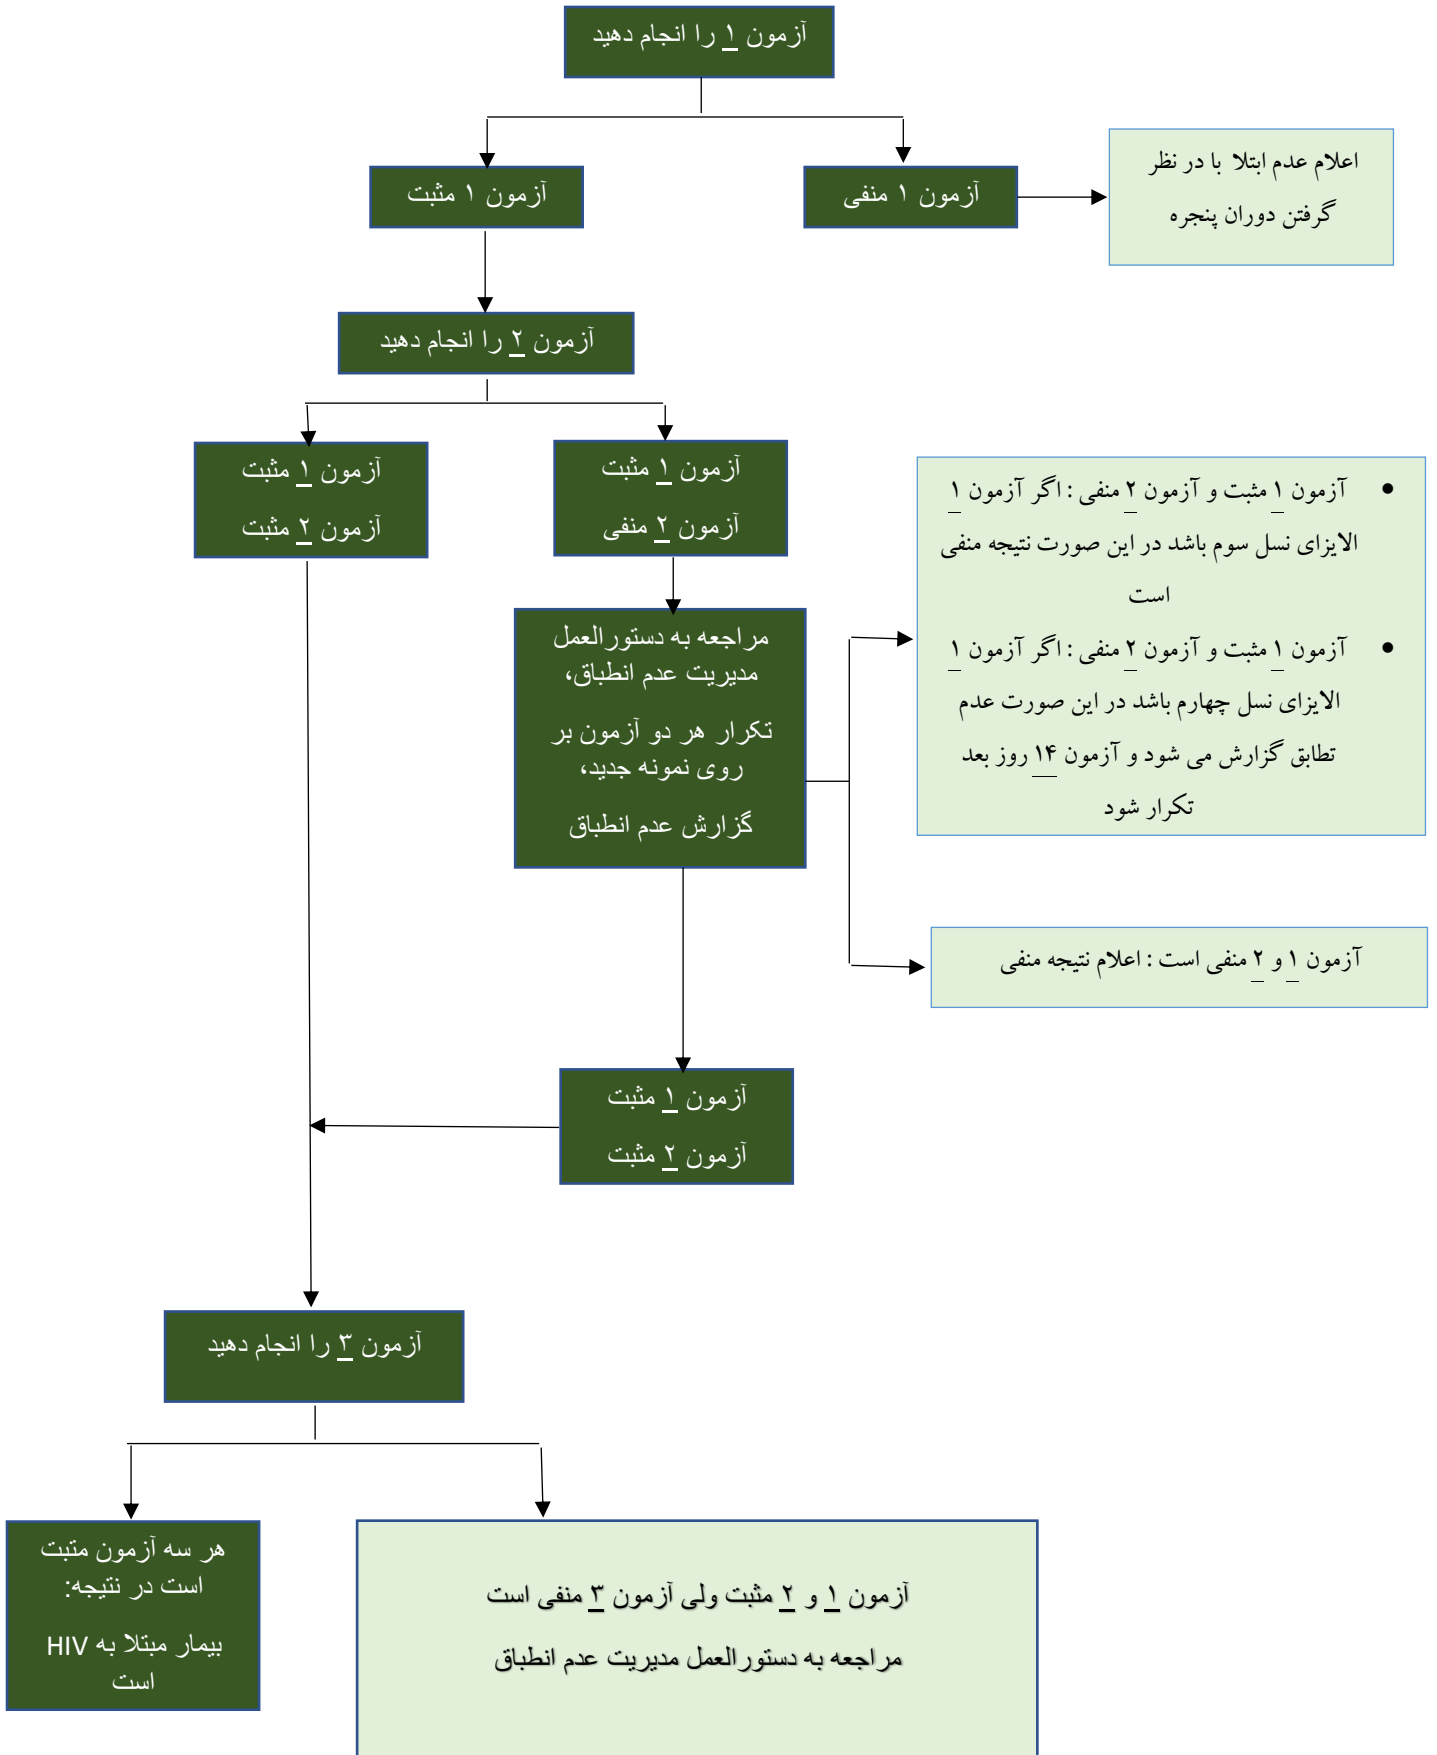 آزمون ۱ را انجام دهید
آزمون ۱ مثبت
آزمون ۱ منفی
اعلام عدم ابتلا با در نظر
گرفتن دوران پنجره
آزمون ۲ را انجام دهید
آزمون ۱ مثبت
آزمون ۲ مثبت
آزمون ۱ مثبت
آزمون ۲ منفی
مراجعه به دستورالعمل
مدیریت عدم انطباق،
تکرار هر دو آزمون بر
روی نمونه جدید،
گزارش عدم انطباق
• آزمون ۱ مثبت و آزمون ۲ منفی : اگر آزمون ۱
الایزای نسل سوم باشد در این صورت نتیجه منفی
است
• آزمون ۱ مثبت و آزمون ۲ منفی : اگر آزمون ۱
الایزای نسل چهارم باشد در این صورت عدم
تطابق گزارش می شود و آزمون ۱۴ روز بعد
تکرار شود
آزمون ۱ و ۲ منفی است : اعلام نتیجه منفی
آزمون ۱ مثبت
آزمون ۲ مثبت
آزمون ۳ را انجام دهید
هر سه آزمون متبت
است در نتیجه:
بیمار مبتلا به HIV
است
آزمون ۱ و ۲ مثبت ولی آزمون ۳ منفی است
مراجعه به دستورالعمل مدیریت عدم انطباق